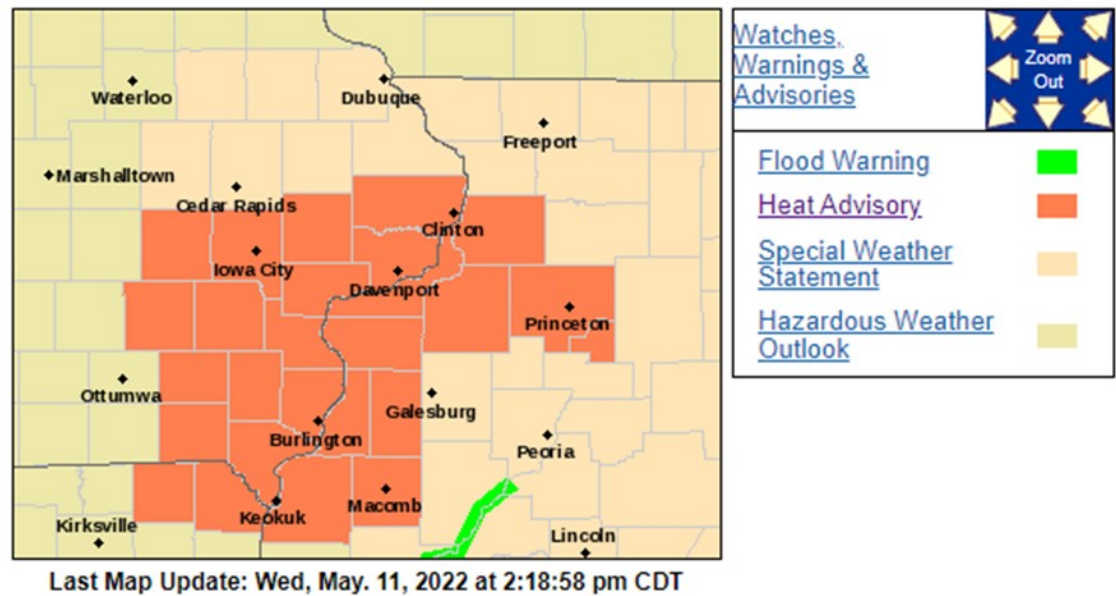 Waterloo
Dubuque
Freeport
Marshalltown
Cedar Rapids
Clinton
Iowa City
Davenport
Princeton
Ottumwa
Galesburg
Burlington
Peoria
Macomb
Keokuk
Kirksville
Lincoln
Last Map Update: Wed, May. 11, 2022 at 2:18:58 pm CDT
Watches,
Warnings &
Advisories
Zoom
Out
Flood Warning
Heat Advisory
Special Weather
Statement
Hazardous Weather
Outlook